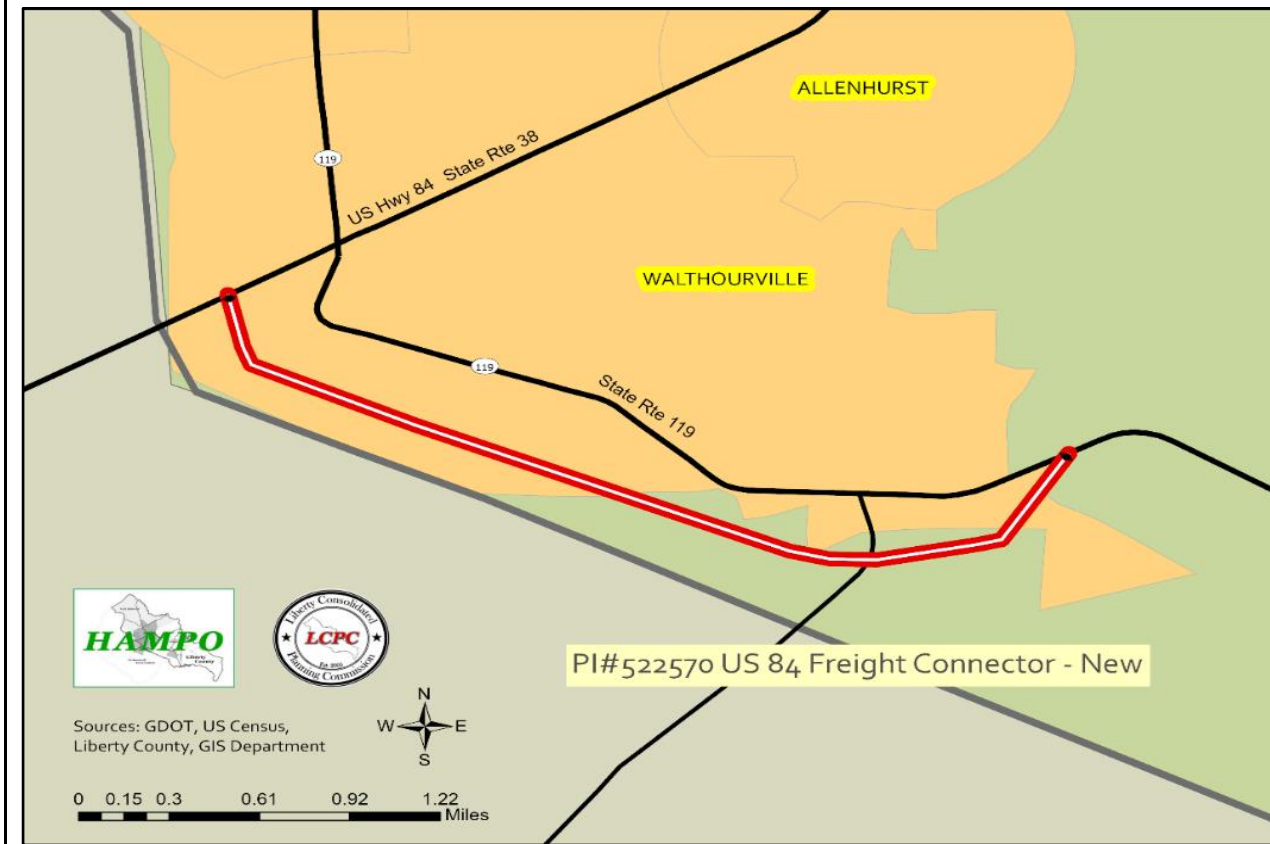 ALLENHURST
119
US Hwy 84 State Rte 38
WALTHOURVILLE
119
State Rte 119
HAMPO
Liberty
County
Liberty Consolidated
LCPC
Planning Commission
PI#522570 US 84 Freight Connector - New
N
W E
S
Sources: GDOT, US Census,
Liberty County, GIS Department
0 0.15 0.3 0.61 0.92 1.22
Miles